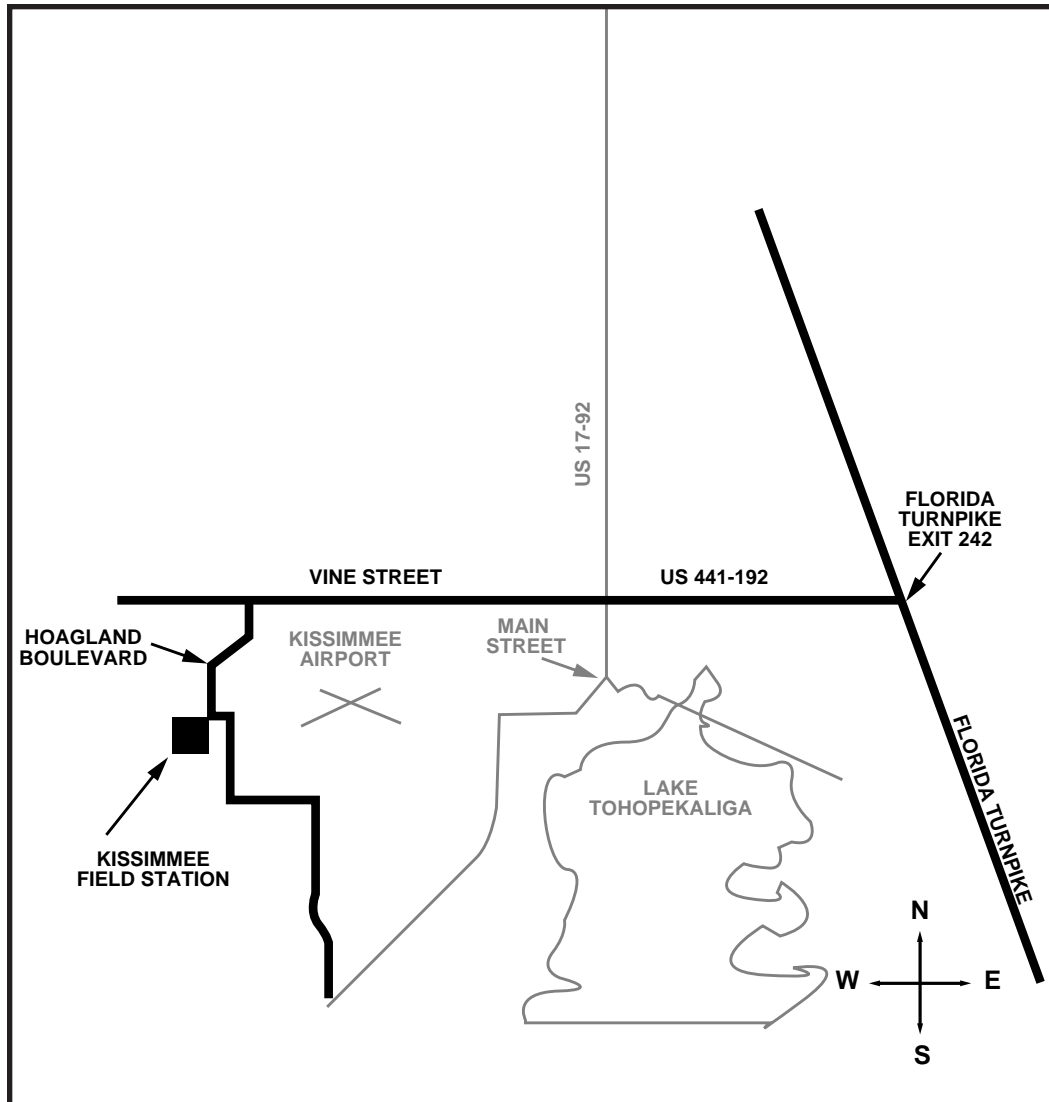 US 17-92
FLORIDA
TURNPIKE
EXIT 242
VINE STREET
US 441-192
HOAGLAND
BOULEVARD
KISSIMMEE
AIRPORT
MAIN
STREET
LAKE
TOHOPEKALIGA
FLORIDA TURNPIKE
KISSIMMEE
FIELD STATION
N
W
E
S